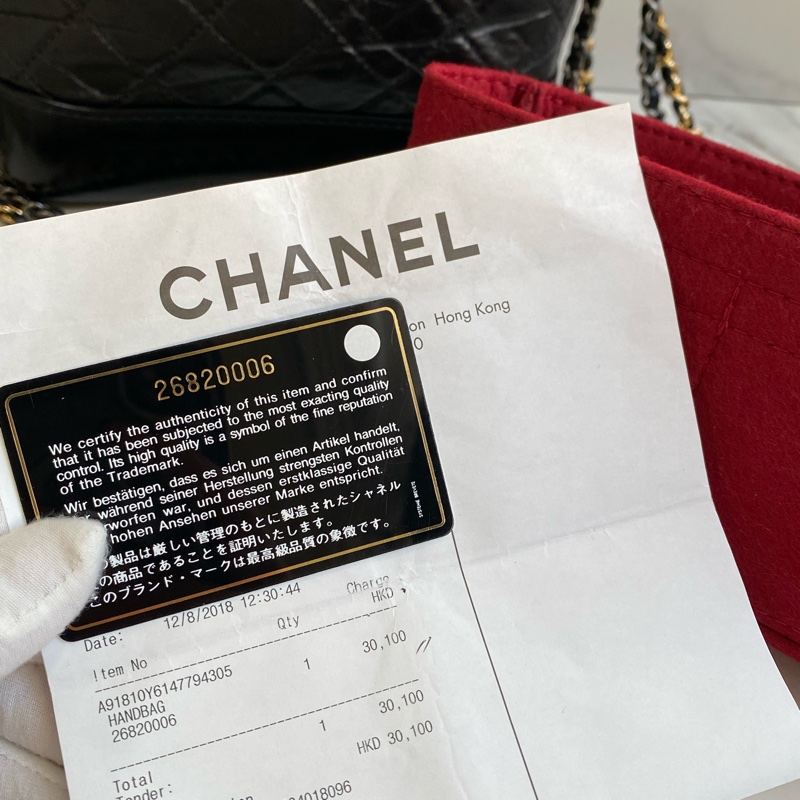 CHANEL
on Hong Kong
0
26820006
We certify the authenticity of this item and confirm
that it has been subjected to the most exacting quality
control. Its high quality is a symbol of the fine reputation
of the Trademark.
Wir bestätigen, dass es sich um einen Artikel handelt,
während seiner Herstellung strengsten Kontrollen
worfen war, und dessen erstklassige Qualität
hohen Ansehen unserer Marke entspricht.
の製品は厳しい管理のもとに製造されたシャネル
の商品であることを証明いたします。
このブランド・マークは最高級品質の象徴です。
Date: 12/8/2018 12:30:44 Charge
Item No Qty HKD
A91810Y6147794305 1 30,100
HANDBAG
26820006
1 30,100
Total HKD 30,100
Tender:
04018096